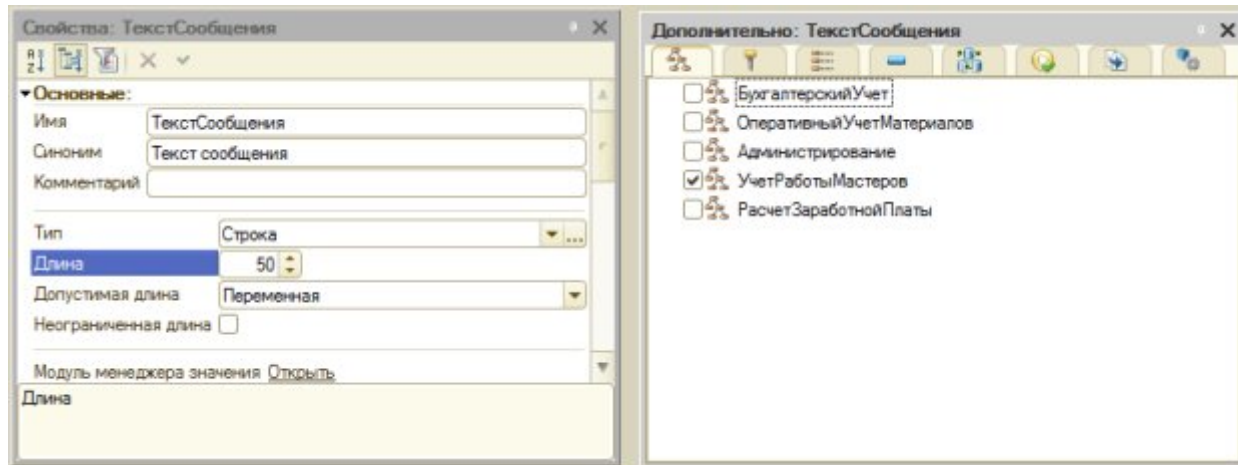 Свойства: ТекстСообщения
Основные:
Имя ТекстСообщения
Синоним Текст сообщения
Комментарий
Тип Строка ...
Длина 50
Допустимая длина Переменная
Неограниченная длина
Модуль менеджера значения Открыть
Длина
Дополнительно: ТекстСообщения
БухгалтерскийУчет
ОперативныйУчетМатериалов
Администрирование
УчетРаботыМастеров
РасчетЗаработнойПлаты